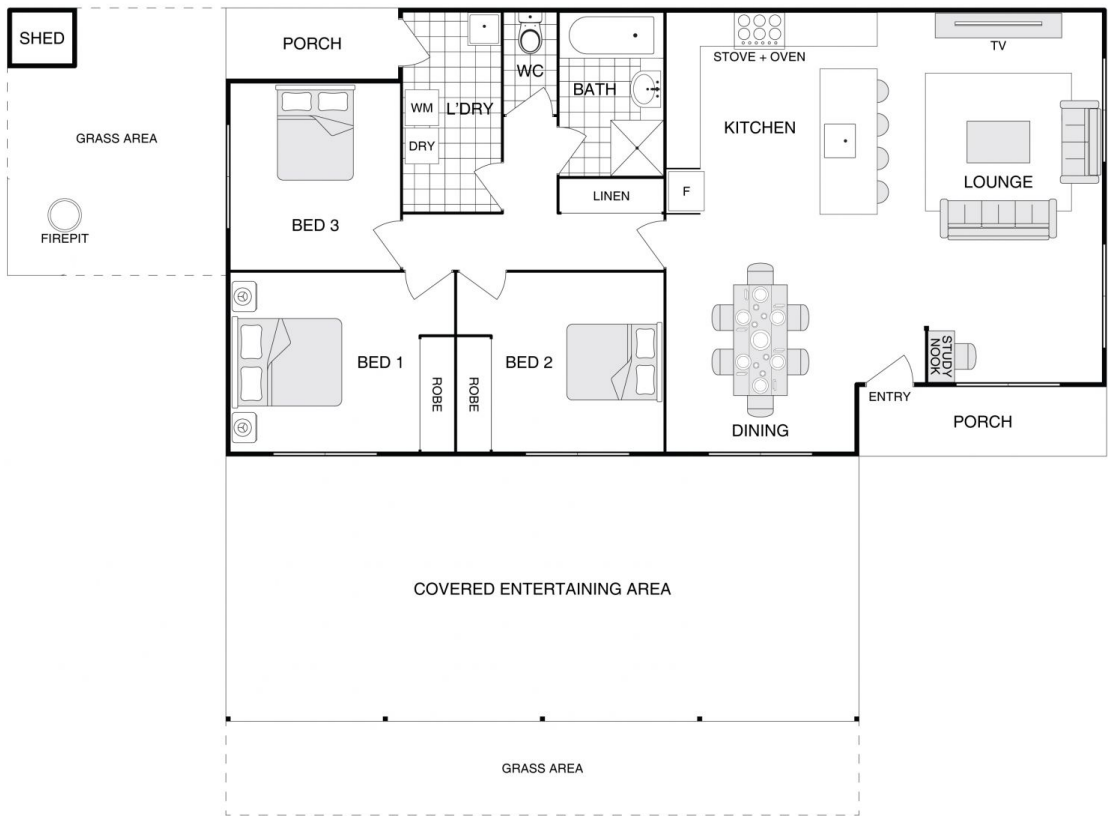 SHED
PORCH
GRASS AREA
FIREPIT
WC
BATH
STOVE + OVEN
TV
WM
L'DRY
DRY
KITCHEN
LOUNGE
LINEN
F
BED 3
BED 1
ROBE
ROBE
BED 2
STUDY
NOOK
ENTRY
DINING
PORCH
COVERED ENTERTAINING AREA
GRASS AREA